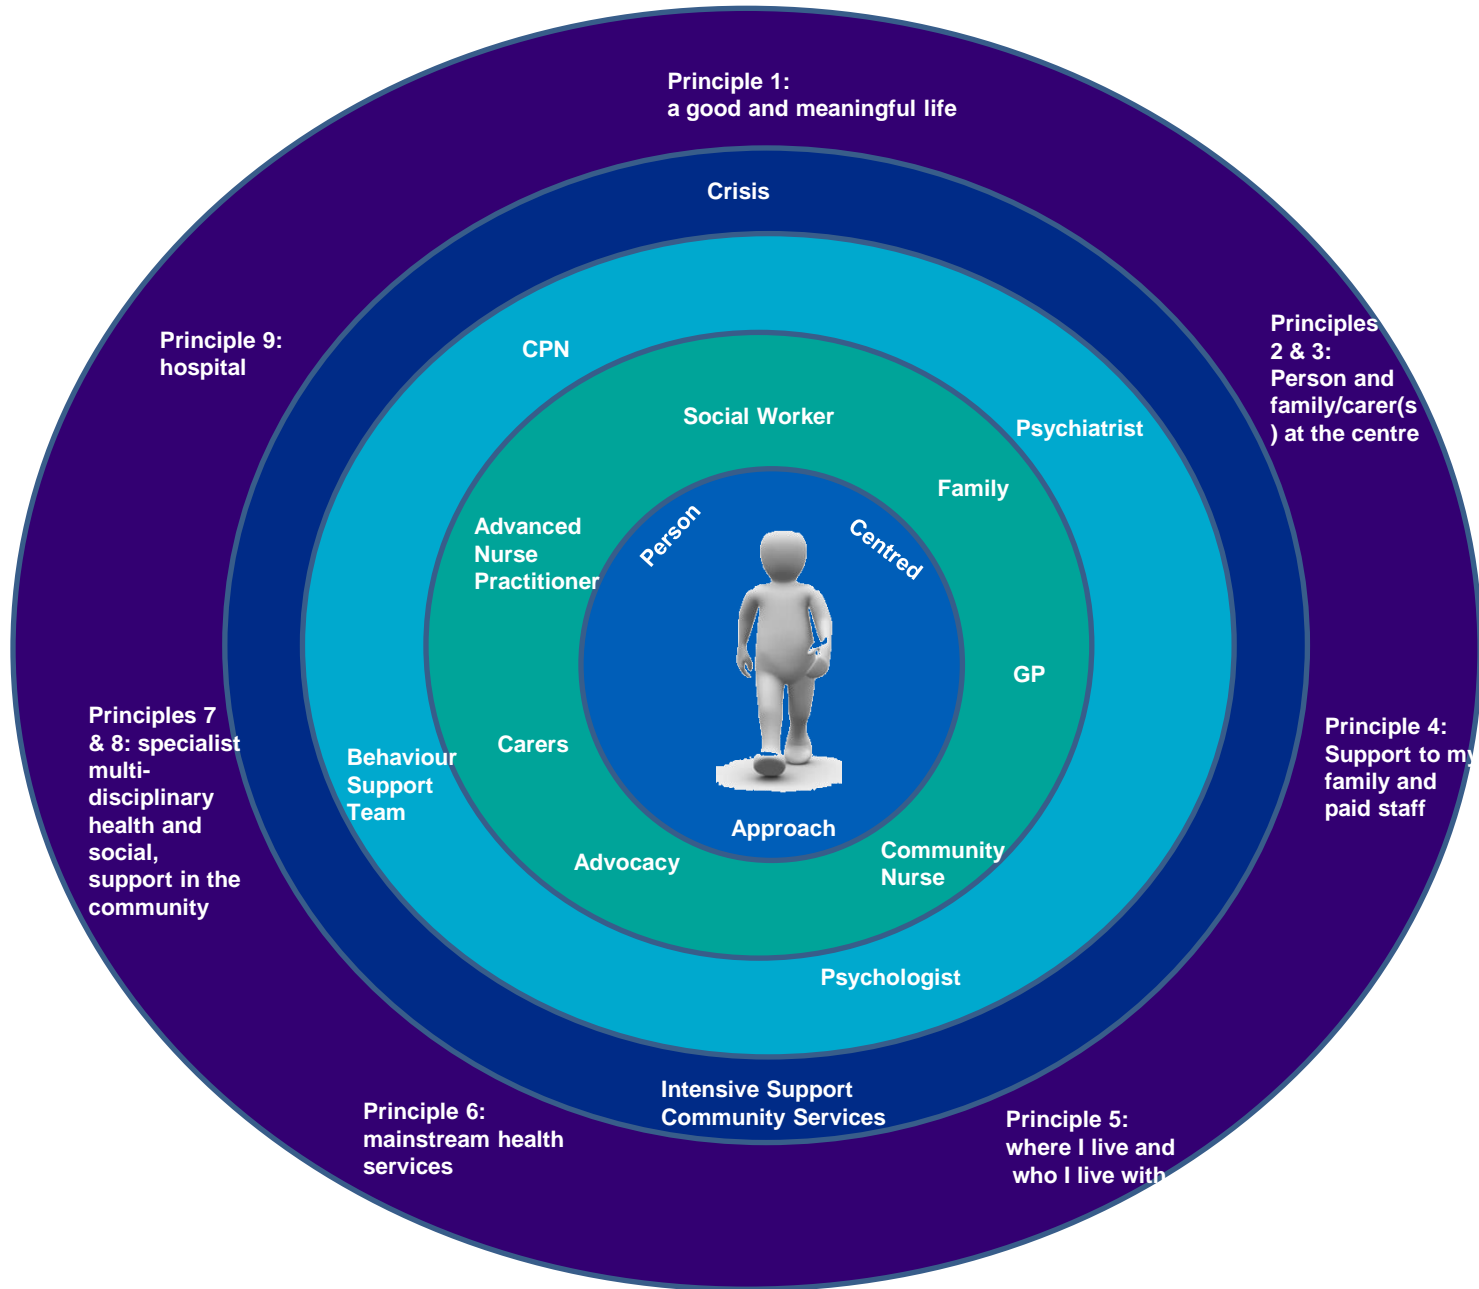 Principle 1:
a good and meaningful life
Crisis
Principle 9:
hospital
Principles
2 & 3:
Person and
family/carer(s
) at the centre
CPN
Psychiatrist
Social Worker
Family
Advanced
Nurse
Practitioner
Person
Centred
Approach
GP
Carers
Advocacy
Community
Nurse
Behaviour
Support
Team
Psychologist
Principles 7
& 8: specialist
multi-
disciplinary
health and
social,
support in the
community
Principle 4:
Support to my
family and
paid staff
Intensive Support
Community Services
Principle 6:
mainstream health
services
Principle 5:
where I live and
who I live with